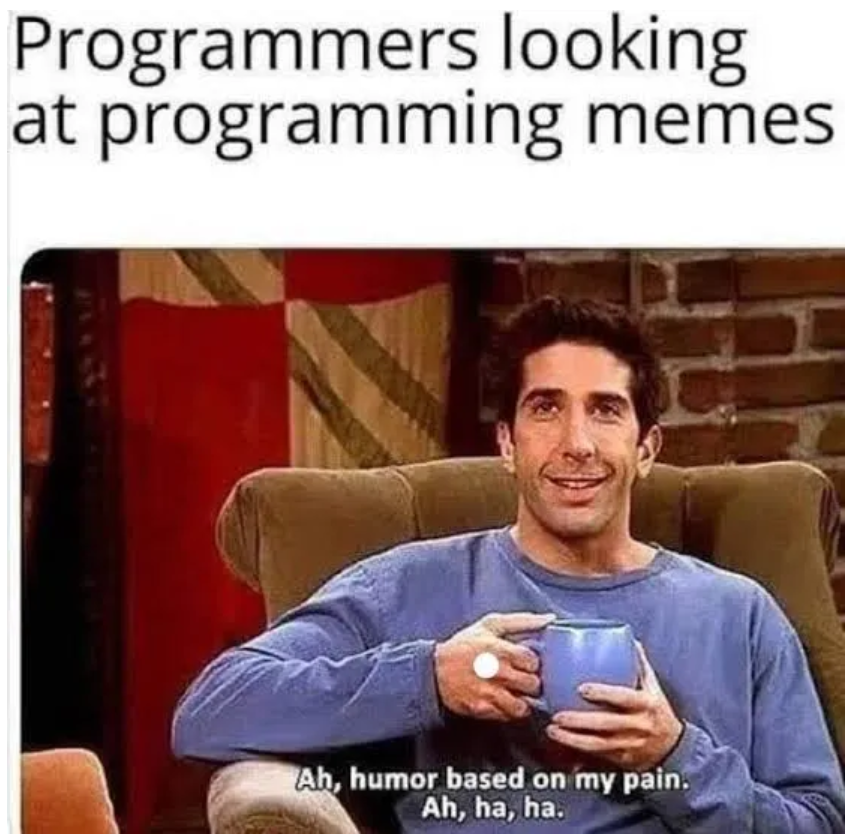 Programmers looking
at programming memes
Ah, humor based on my pain.
Ah, ha, ha.